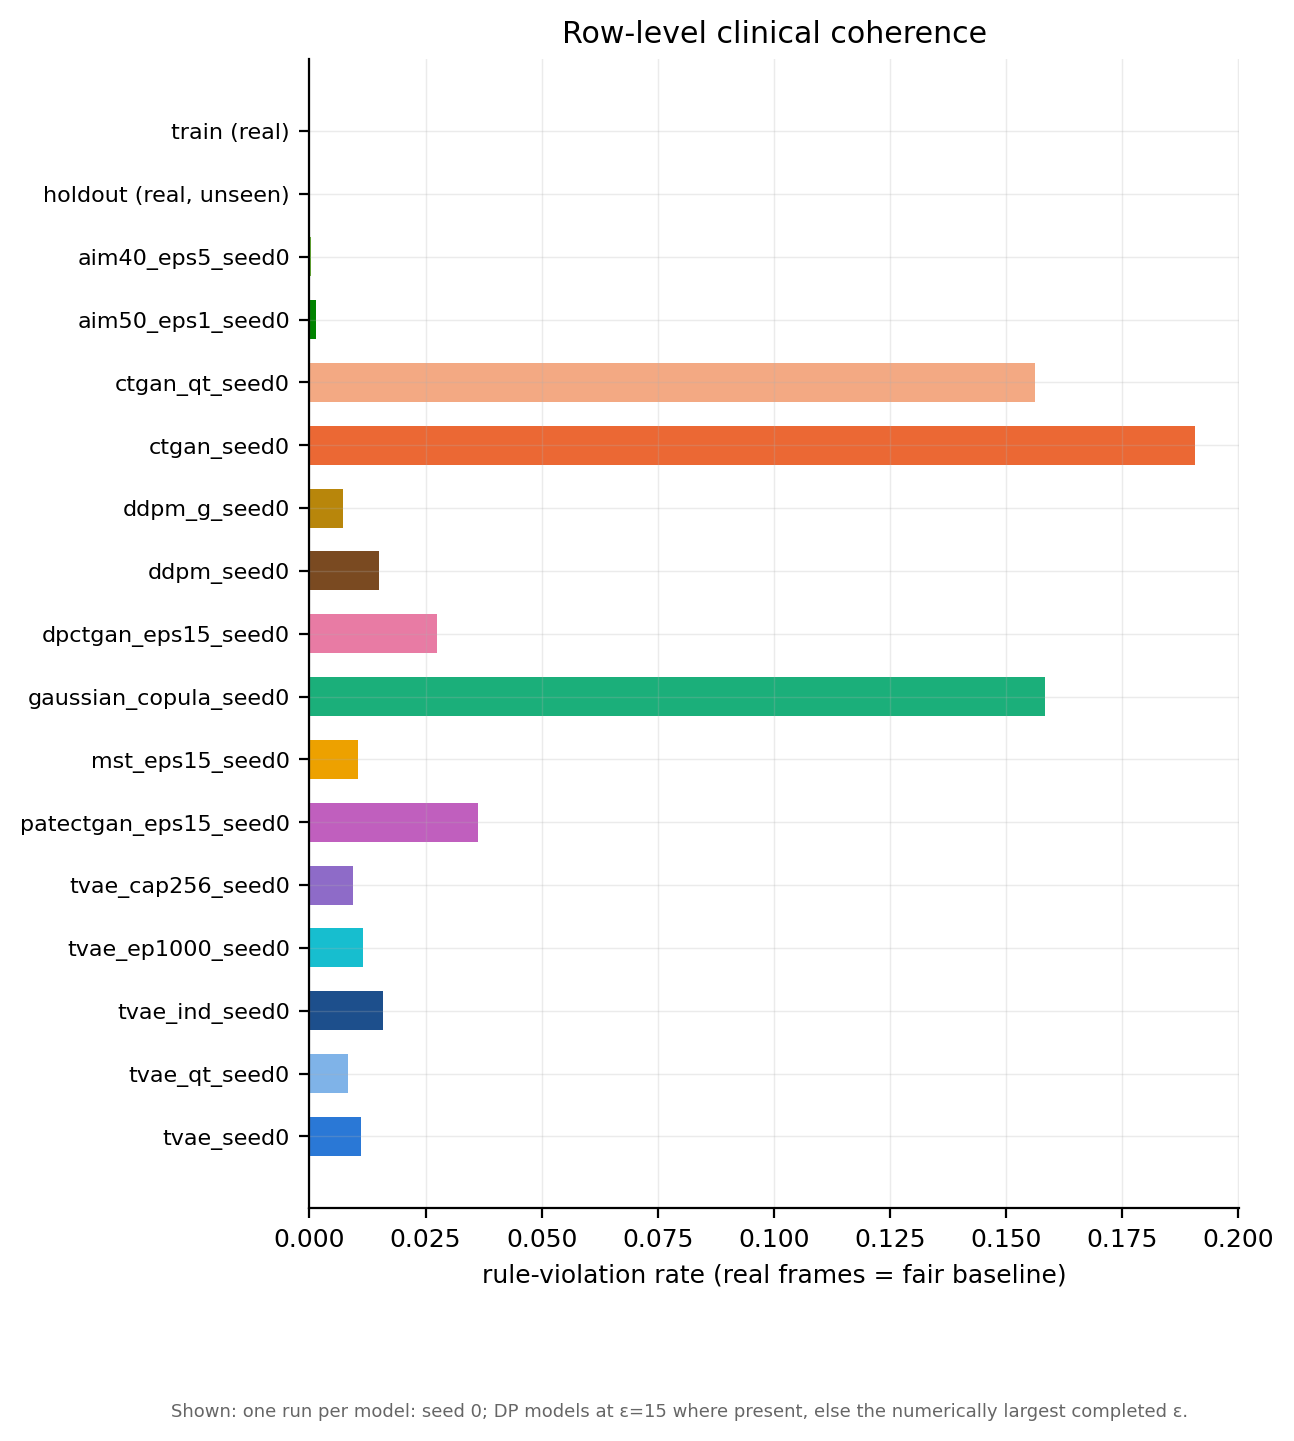 Row-level clinical coherence
train (real)
holdout (real, unseen)
aim40_eps5_seed0
aim50_eps1_seed0
ctgan_qt_seed0
ctgan_seed0
ddpm_g_seed0
ddpm_seed0
dpctgan_eps15_seed0
gaussian_copula_seed0
mst_eps15_seed0
patectgan_eps15_seed0
tvae_cap256_seed0
tvae_ep1000_seed0
tvae_ind_seed0
tvae_qt_seed0
tvae_seed0
0.000 0.025 0.050 0.075 0.100 0.125 0.150 0.175 0.200
rule-violation rate (real frames = fair baseline)
Shown: one run per model: seed 0; DP models at ε=15 where present, else the numerically largest completed ε.